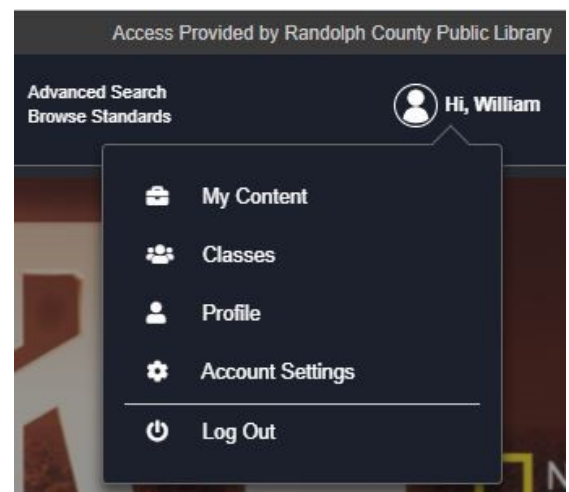 Access Provided by Randolph County Public Library
Advanced Search
Browse Standards
Hi, William
My Content
Classes
Profile
Account Settings
Log Out